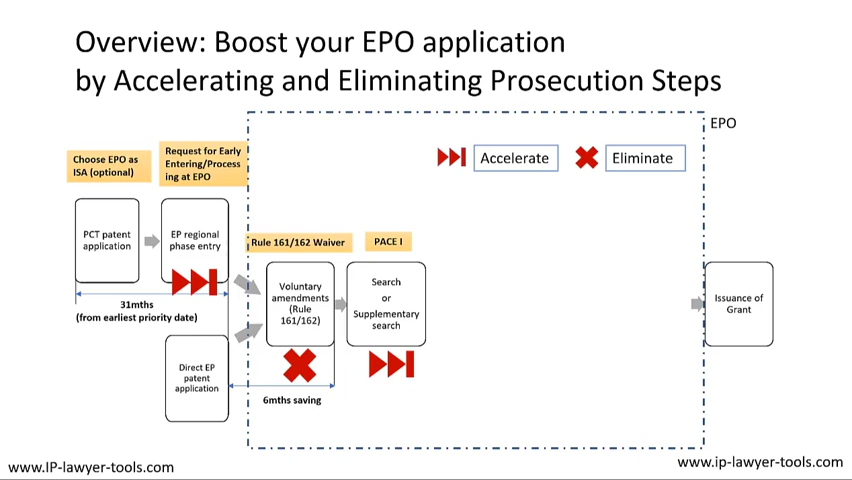 Overview: Boost your EPO application
by Accelerating and Eliminating Prosecution Steps
EPO
Choose EPO as
ISA (optional)
Request for Early
Entering/Process
ing at EPO
Accelerate
Eliminate
PCT patent
application
EP regional
phase entry
Rule 161/162 Waiver
PACE I
31mths
(from earliest priority date)
Voluntary
amendments
(Rule
161/162)
Search
or
Supplementary
search
Issuance of
Grant
Direct EP
patent
application
6mths saving
www.IP-lawyer-tools.com
www.ip-lawyer-tools.com